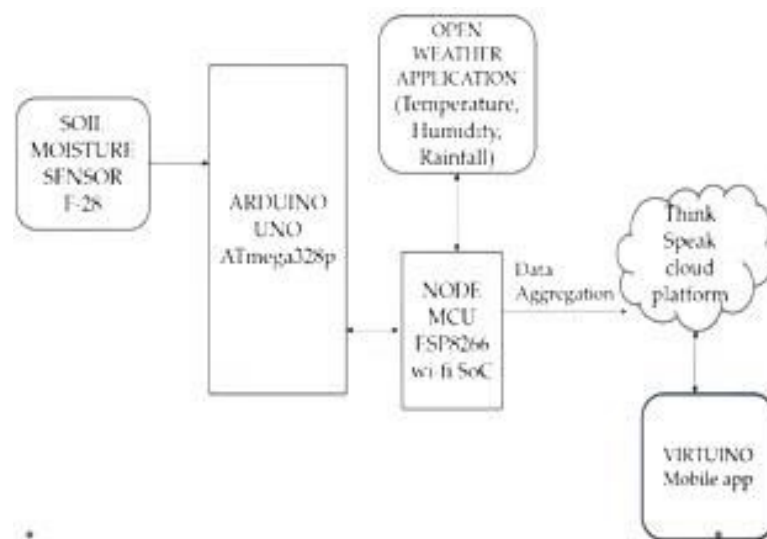 SOIL
MOISTURE
SENSOR
F-28
ARDUINO
UNO
ATmega328p
OPEN
WEATHER
APPLICATION
(Temperature,
Humidity,
Rainfall)
NODE
MCU
ESP8266
wi-fi SoC
Data
Aggregation
Think
Speak
cloud
platform
VIRTUINO
Mobile app